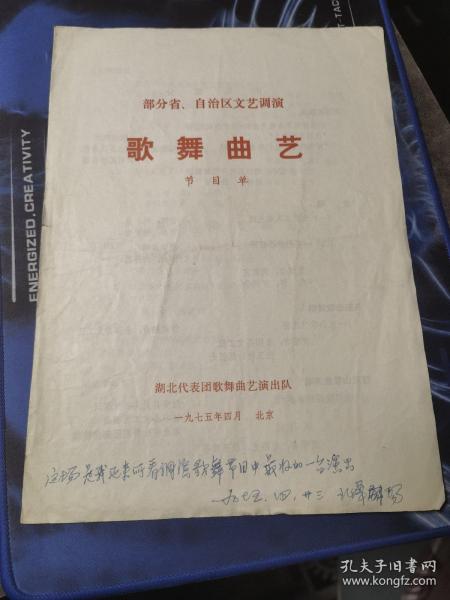 部分省、自治区文艺调演
歌舞曲艺
节目单
湖北代表团歌舞曲艺演出队
一九七五年四月 北京
这场是我近来所看调演歌舞节目中最好的一台演出
一九七五.四.廿三
ENERGIZED.CREATIVITY
孔夫子旧书网
www.kongfz.com